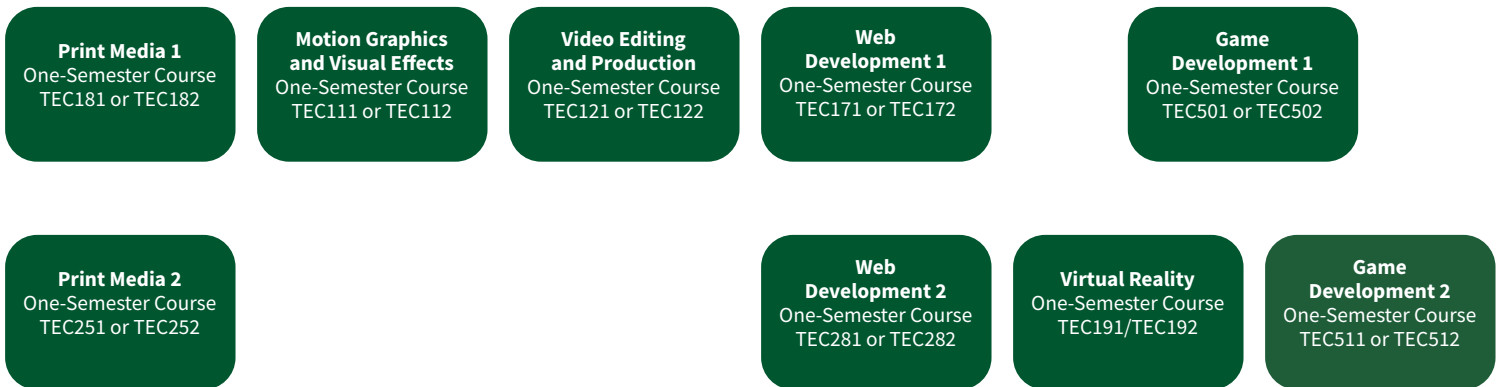 Print Media 1
One-Semester Course
TEC181 or TEC182
Motion Graphics
and Visual Effects
One-Semester Course
TEC111 or TEC112
Video Editing
and Production
One-Semester Course
TEC121 or TEC122
Web
Development 1
One-Semester Course
TEC171 or TEC172
Game
Development 1
One-Semester Course
TEC501 or TEC502
Print Media 2
One-Semester Course
TEC251 or TEC252
Web
Development 2
One-Semester Course
TEC281 or TEC282
Virtual Reality
One-Semester Course
TEC191/TEC192
Game
Development 2
One-Semester Course
TEC511 or TEC512